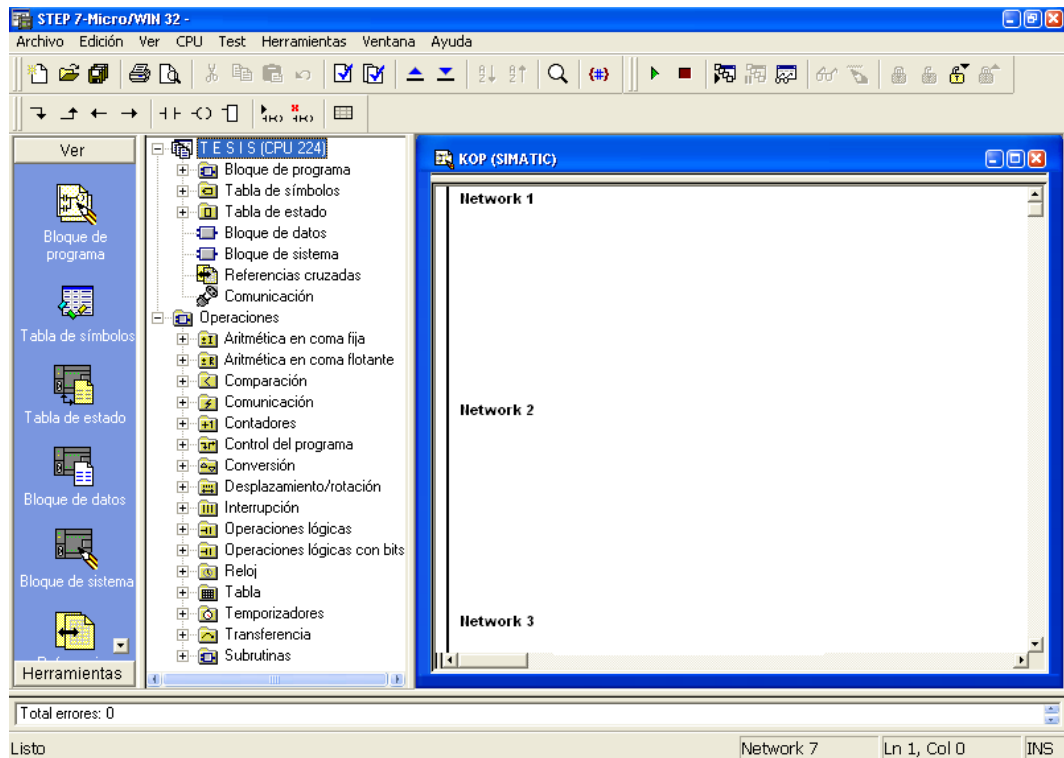 STEP 7-Micro/WIN 32 -
Archivo Edición Ver CPU Test Herramientas Ventana Ayuda
Ver
Bloque de
programa
Tabla de símbolos
Tabla de estado
Bloque de datos
Bloque de sistema
Herramientas
T E S I S (CPU 224)
Bloque de programa
Tabla de símbolos
Tabla de estado
Bloque de datos
Bloque de sistema
Referencias cruzadas
Comunicación
Operaciones
Aritmética en coma fija
Aritmética en coma flotante
Comparación
Comunicación
Contadores
Control del programa
Conversión
Desplazamiento/rotación
Interrupción
Operaciones lógicas
Operaciones lógicas con bits
Reloj
Tabla
Temporizadores
Transferencia
Subrutinas
KOP (SIMATIC)
Network 1
Network 2
Network 3
Total errores: 0
Listo
Network 7
Ln 1, Col 0
INS